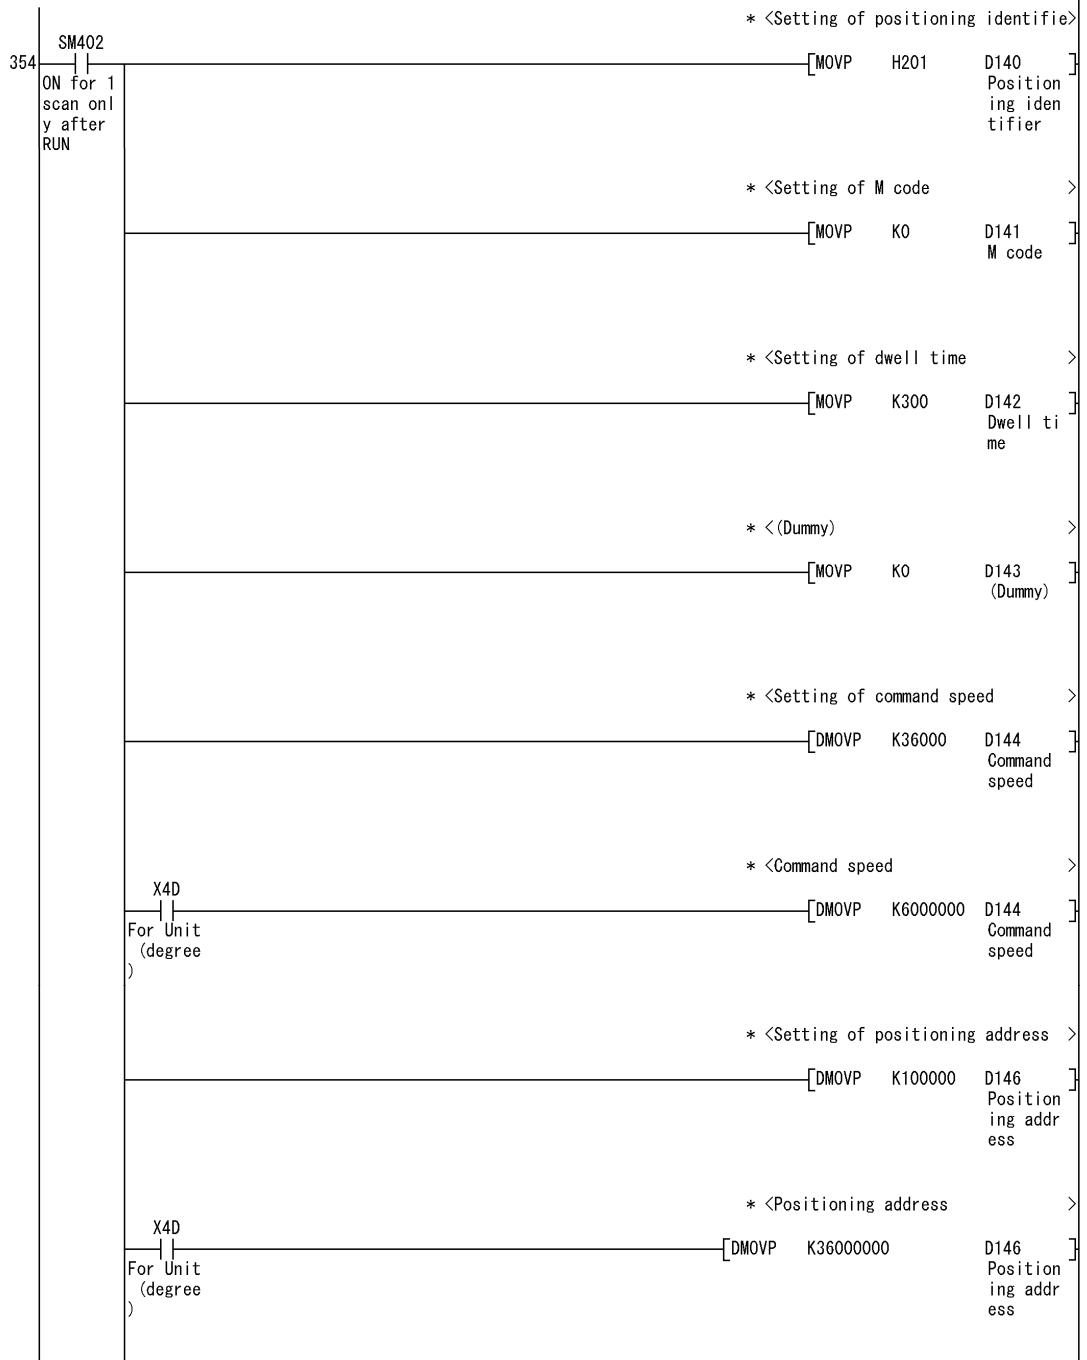 * <Setting of positioning identifie>
SM402
354
[MOVP H201 D140 ]
ON for 1
scan onl
y after
RUN
Position
ing iden
tifier
* <Setting of M code >
[MOVP K0 D141 ]
M code
* <Setting of dwell time >
[MOVP K300 D142 ]
Dwell ti
me
* <(Dummy) >
[MOVP K0 D143 ]
(Dummy)
* <Setting of command speed >
[DMOVP K36000 D144 ]
Command
speed
* <Command speed >
X4D
[DMOVP K6000000 D144 ]
For Unit
(degree
)
Command
speed
* <Setting of positioning address >
[DMOVP K100000 D146 ]
Position
ing addr
ess
* <Positioning address >
X4D
[DMOVP K36000000 D146 ]
For Unit
(degree
)
Position
ing addr
ess